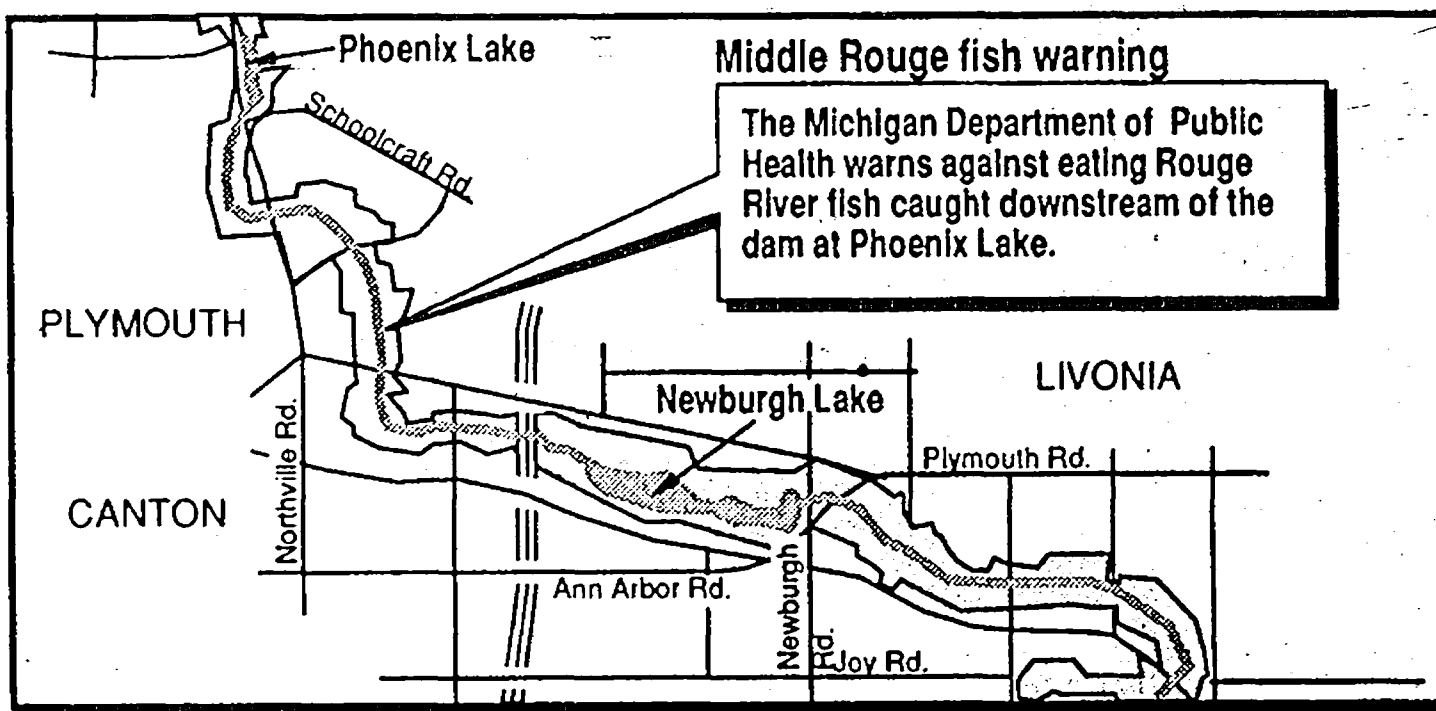 Phoenix Lake
Middle Rouge fish warning
Schoolcraft Rd.
The Michigan Department of Public
Health warns against eating Rouge
River fish caught downstream of the
dam at Phoenix Lake.
PLYMOUTH
LIVONIA
Newburgh Lake
Plymouth Rd.
Northville Rd.
CANTON
Ann Arbor Rd.
Newburgh
Rd.
Joy Rd.